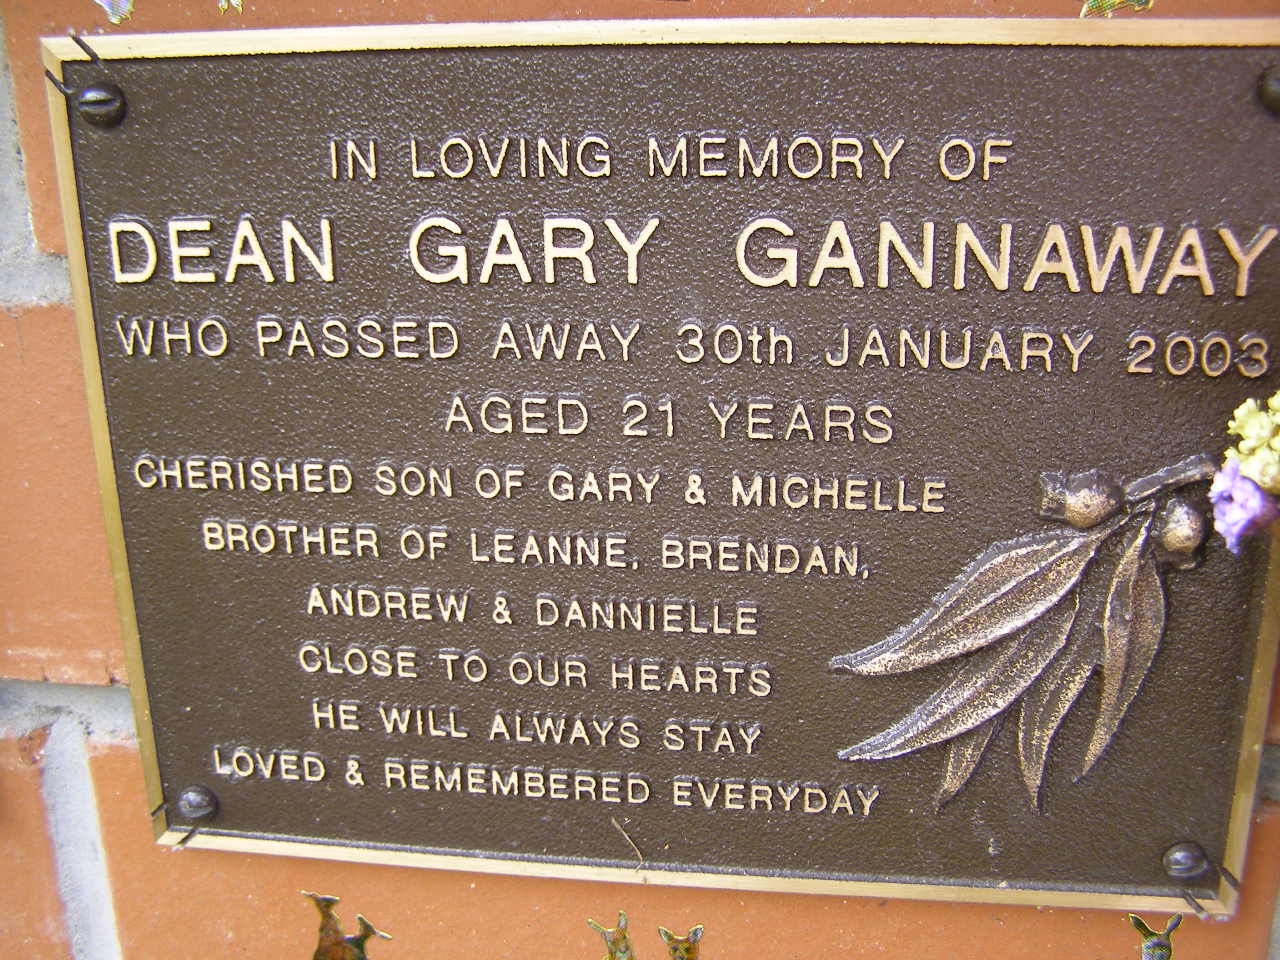 IN LOVING MEMORY OF
DEAN GARY GANNAWAY
WHO PASSED AWAY 30th JANUARY 2003
AGED 21 YEARS
CHERISHED SON OF GARY & MICHELLE
BROTHER OF LEANNE, BRENDAN,
ANDREW & DANNIELLE
CLOSE TO OUR HEARTS
HE WILL ALWAYS STAY
LOVED & REMEMBERED EVERYDAY